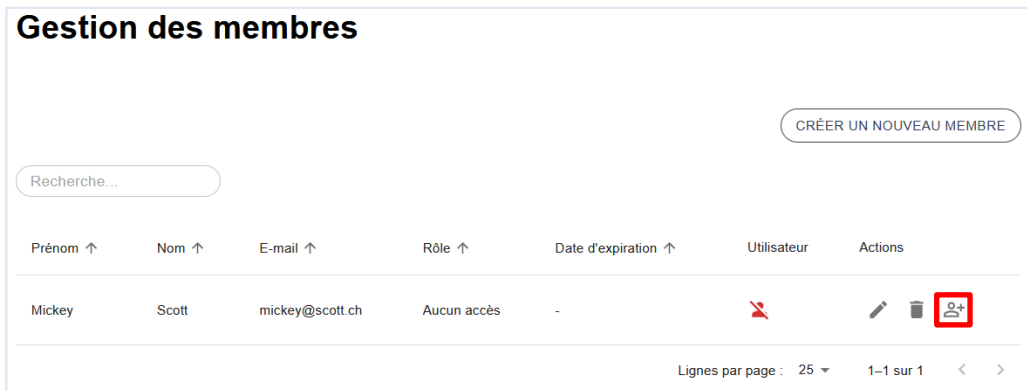 Gestion des membres
CRÉER UN NOUVEAU MEMBRE
Recherche...
Prénom ↑ Nom ↑ E-mail ↑ Rôle ↑ Date d'expiration ↑ Utilisateur Actions
Mickey Scott mickey@scott.ch Aucun accès -
Lignes par page : 25 1–1 sur 1